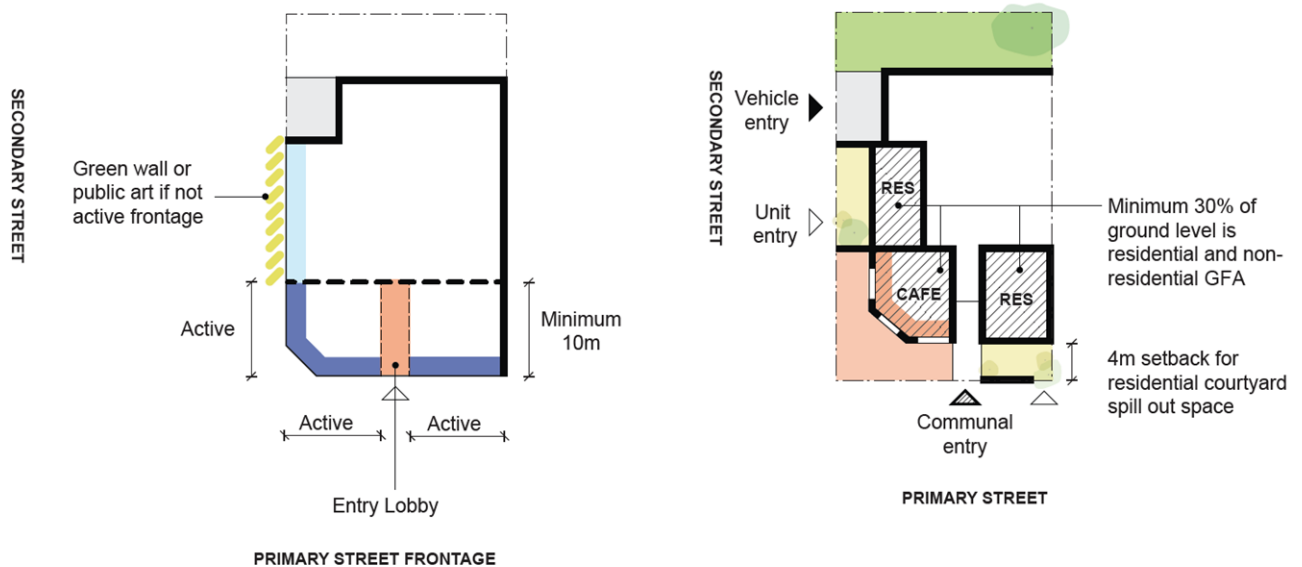 SECONDARY STREET
Green wall or
public art if not
active frontage
Active
Minimum
10m
Active
Active
Entry Lobby
PRIMARY STREET FRONTAGE
SECONDARY STREET
Vehicle
entry
Unit
entry
RES
CAFE
RES
Minimum 30% of
ground level is
residential and non-
residential GFA
4m setback for
residential courtyard
spill out space
Communal
entry
PRIMARY STREET